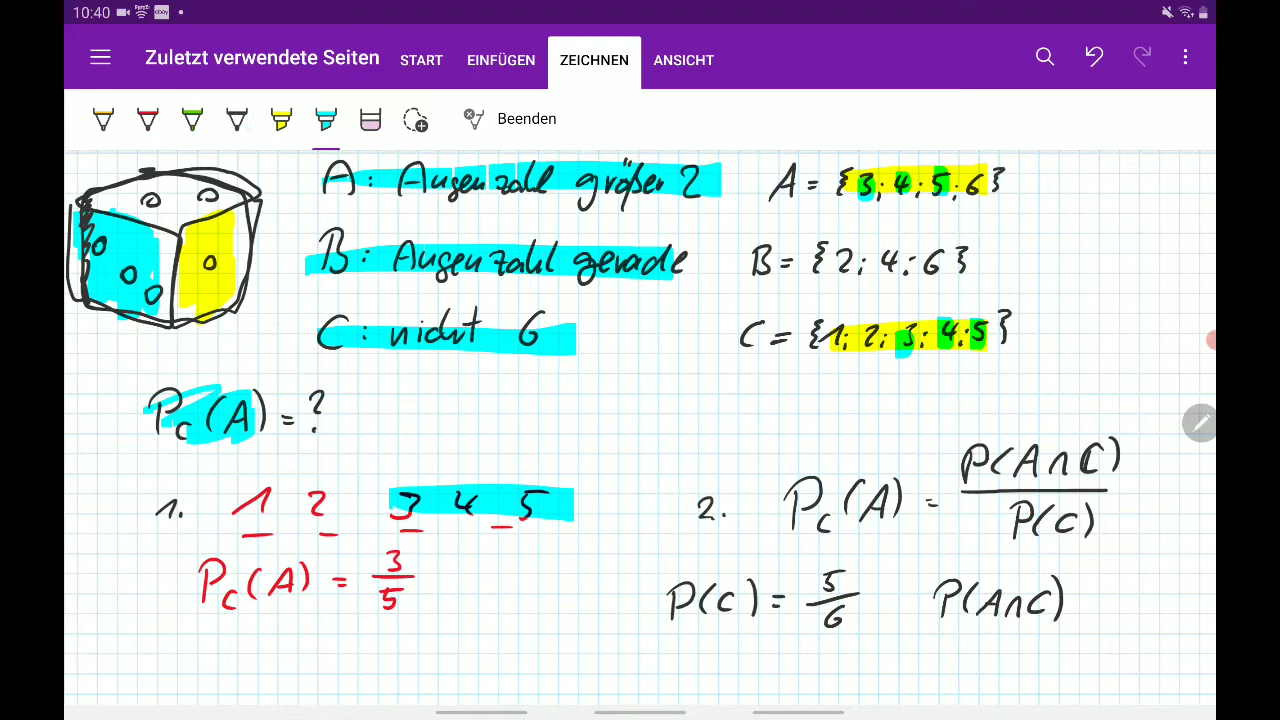 10:40
Zuletzt verwendete Seiten START EINFÜGEN ZEICHNEN ANSICHT
Beenden
A: Augenzahl größer 2 A = {3; 4; 5; 6}
B: Augenzahl gerade B = {2; 4; 6}
C: nicht 6 C = {1; 2; 3; 4; 5}
P_C(A) = ?
1. 1 2 3 4 5
P_C(A) = 3/5
2. P_C(A) = P(A∩C)/P(C)
P(C) = 5/6 P(A∩C)